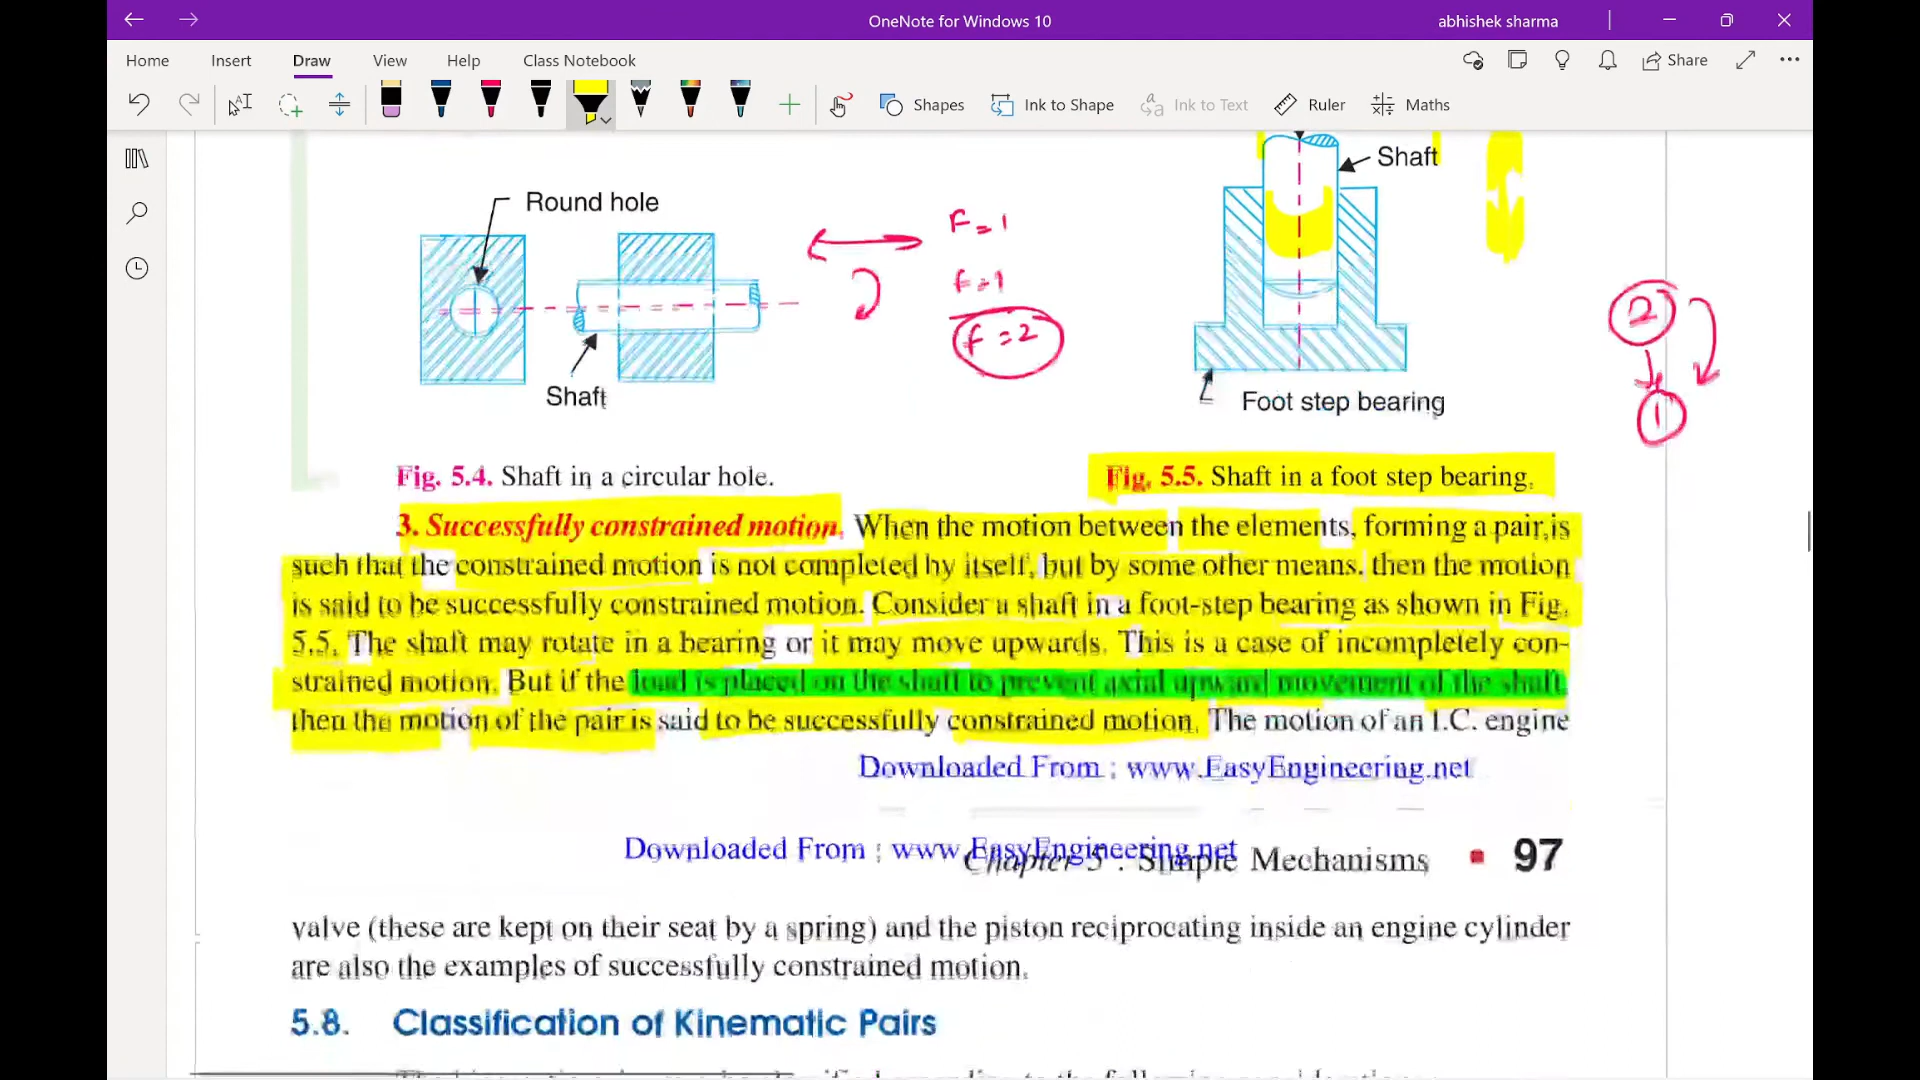 OneNote for Windows 10
abhishek sharma
Home Insert Draw View Help Class Notebook
Share
Shapes Ink to Shape Ink to Text Ruler Maths
Round hole
Shaft
F=1
f=1
f=2
Shaft
Foot step bearing
2
1
Fig. 5.4. Shaft in a circular hole.
Fig. 5.5. Shaft in a foot step bearing.
3. Successfully constrained motion. When the motion between the elements, forming a pair, is
such that the constrained motion is not completed by itself, but by some other means, then the motion
is said to be successfully constrained motion. Consider a shaft in a foot-step bearing as shown in Fig.
5.5. The shaft may rotate in a bearing or it may move upwards. This is a case of incompletely con-
strained motion. But if the load is placed on the shaft to prevent axial upward movement of the shaft,
then the motion of the pair is said to be successfully constrained motion. The motion of an I.C. engine
Downloaded From : www.EasyEngineering.net
Downloaded From : www.EasyEngineering.net
Chapter 5 : Simple Mechanisms 97
valve (these are kept on their seat by a spring) and the piston reciprocating inside an engine cylinder
are also the examples of successfully constrained motion.
5.8. Classification of Kinematic Pairs